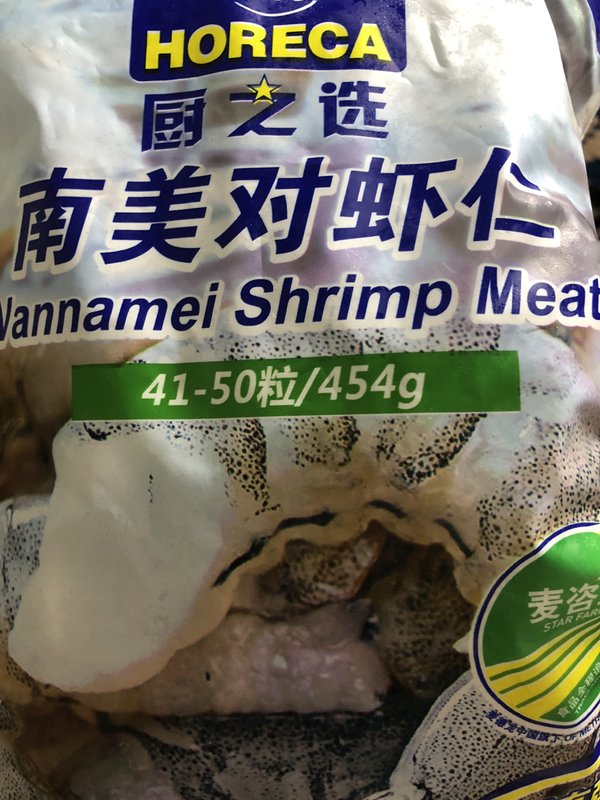 HORECA
厨之选
南美对虾仁
Vannamei Shrimp Meat
41-50粒/454g
麦咨
STAR FAR